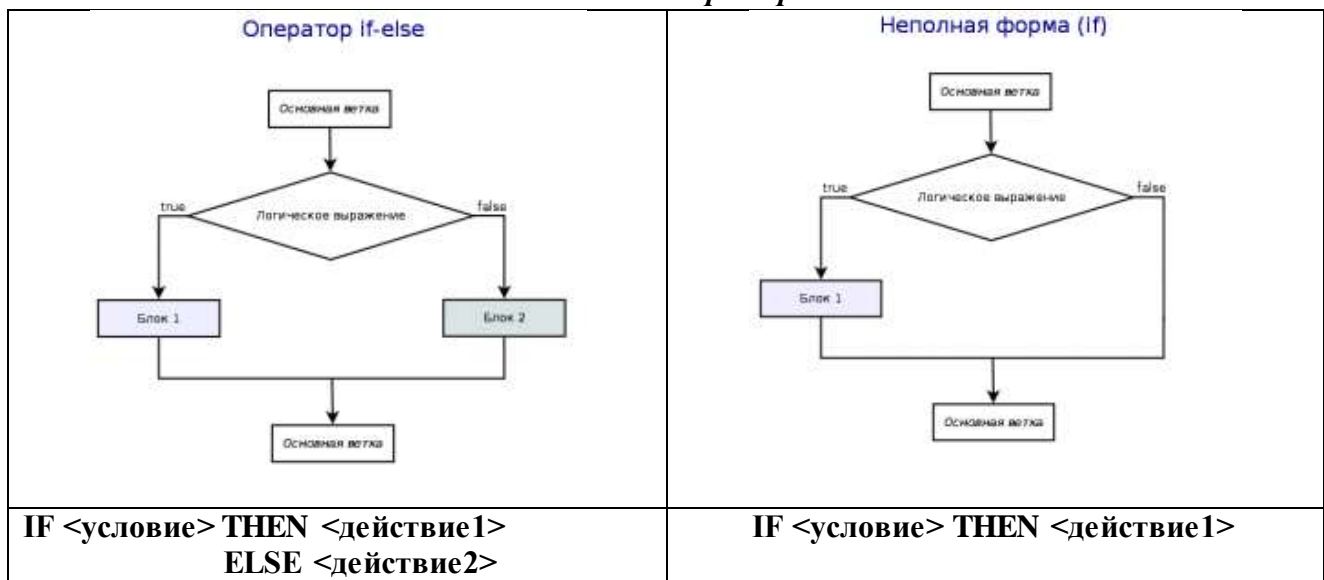 Оператор if-else
Основная ветка
true
Логическое выражение
false
Блок 1
Блок 2
Основная ветка
IF <условие> THEN <действие1>
ELSE <действие2>
Неполная форма (if)
Основная ветка
true
Логическое выражение
false
Блок 1
Основная ветка
IF <условие> THEN <действие1>